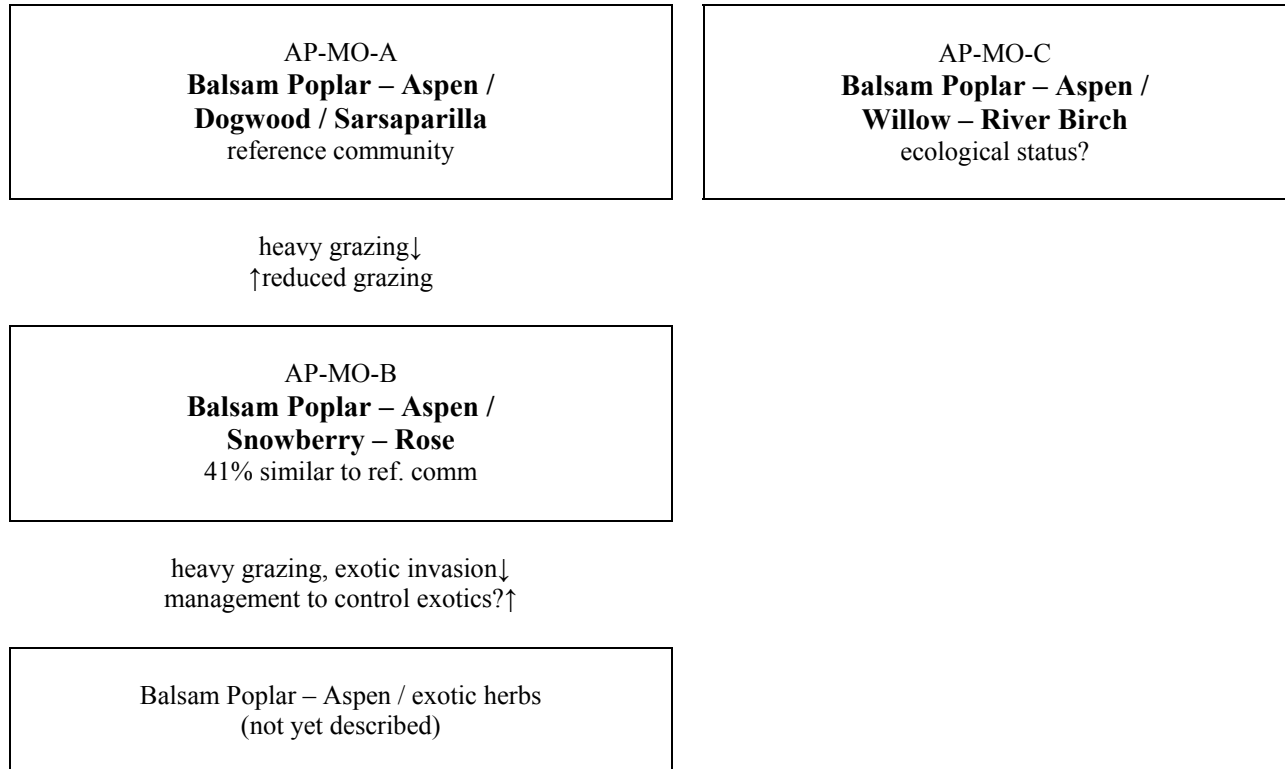 AP-MO-A
Balsam Poplar – Aspen /
Dogwood / Sarsaparilla
reference community
AP-MO-C
Balsam Poplar – Aspen /
Willow – River Birch
ecological status?
heavy grazing↓
↑reduced grazing
AP-MO-B
Balsam Poplar – Aspen /
Snowberry – Rose
41% similar to ref. comm
heavy grazing, exotic invasion↓
management to control exotics?↑
Balsam Poplar – Aspen / exotic herbs
(not yet described)